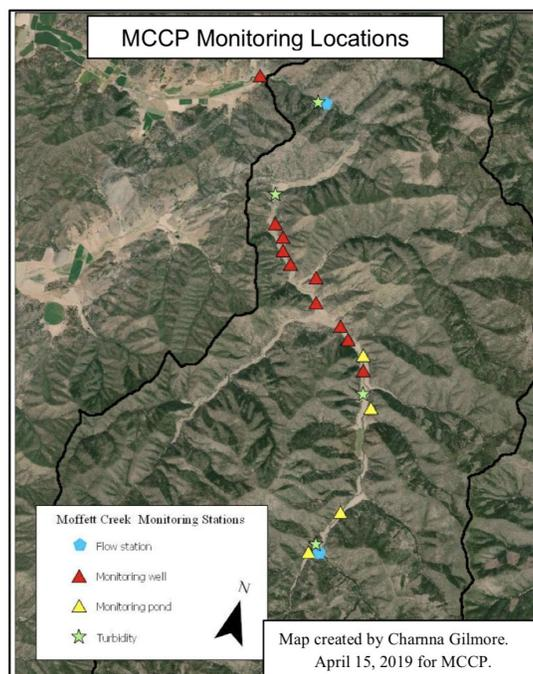 MCCP Monitoring Locations
Moffett Creek Monitoring Stations
Flow station
Monitoring well
Monitoring pond
Turbidity
N
Map created by Charnna Gilmore.
April 15, 2019 for MCCP.